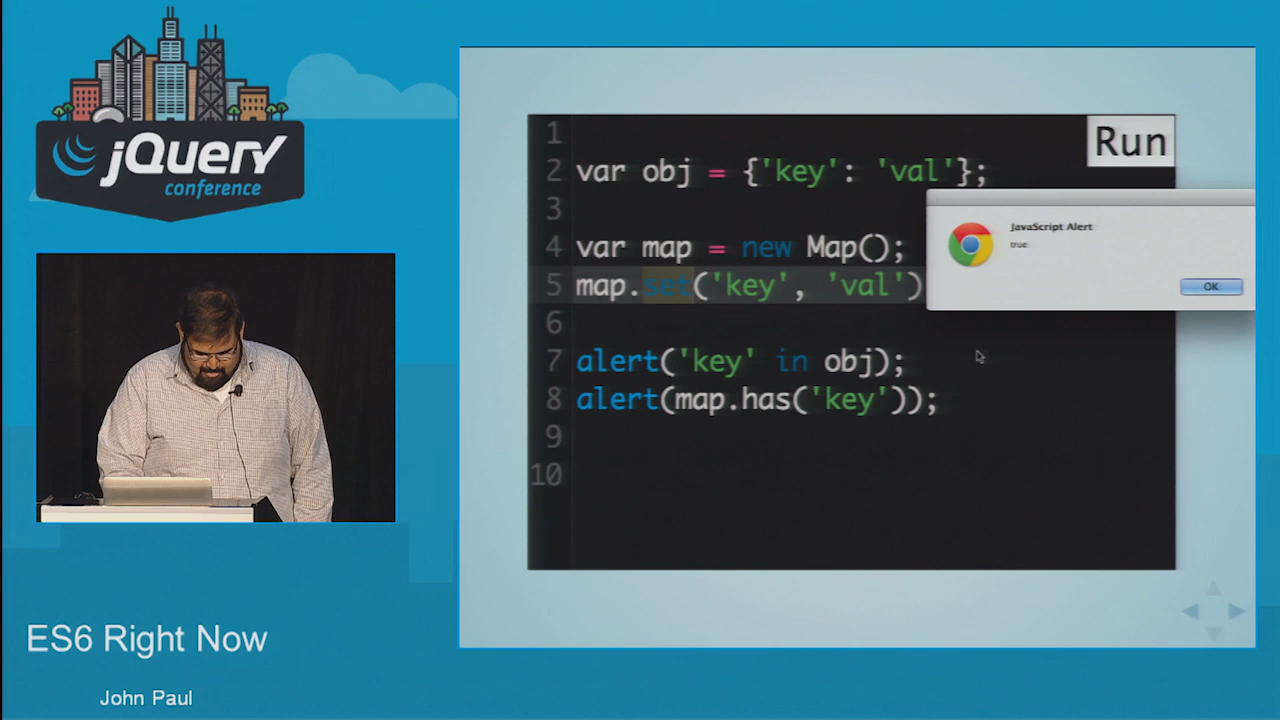 jQuery
conference
Run
1
2 var obj = {'key': 'val'};
3
4 var map = new Map();
5 map.set('key', 'val')
6
7 alert('key' in obj);
8 alert(map.has('key'));
9
10
JavaScript Alert
true
OK
ES6 Right Now
John Paul